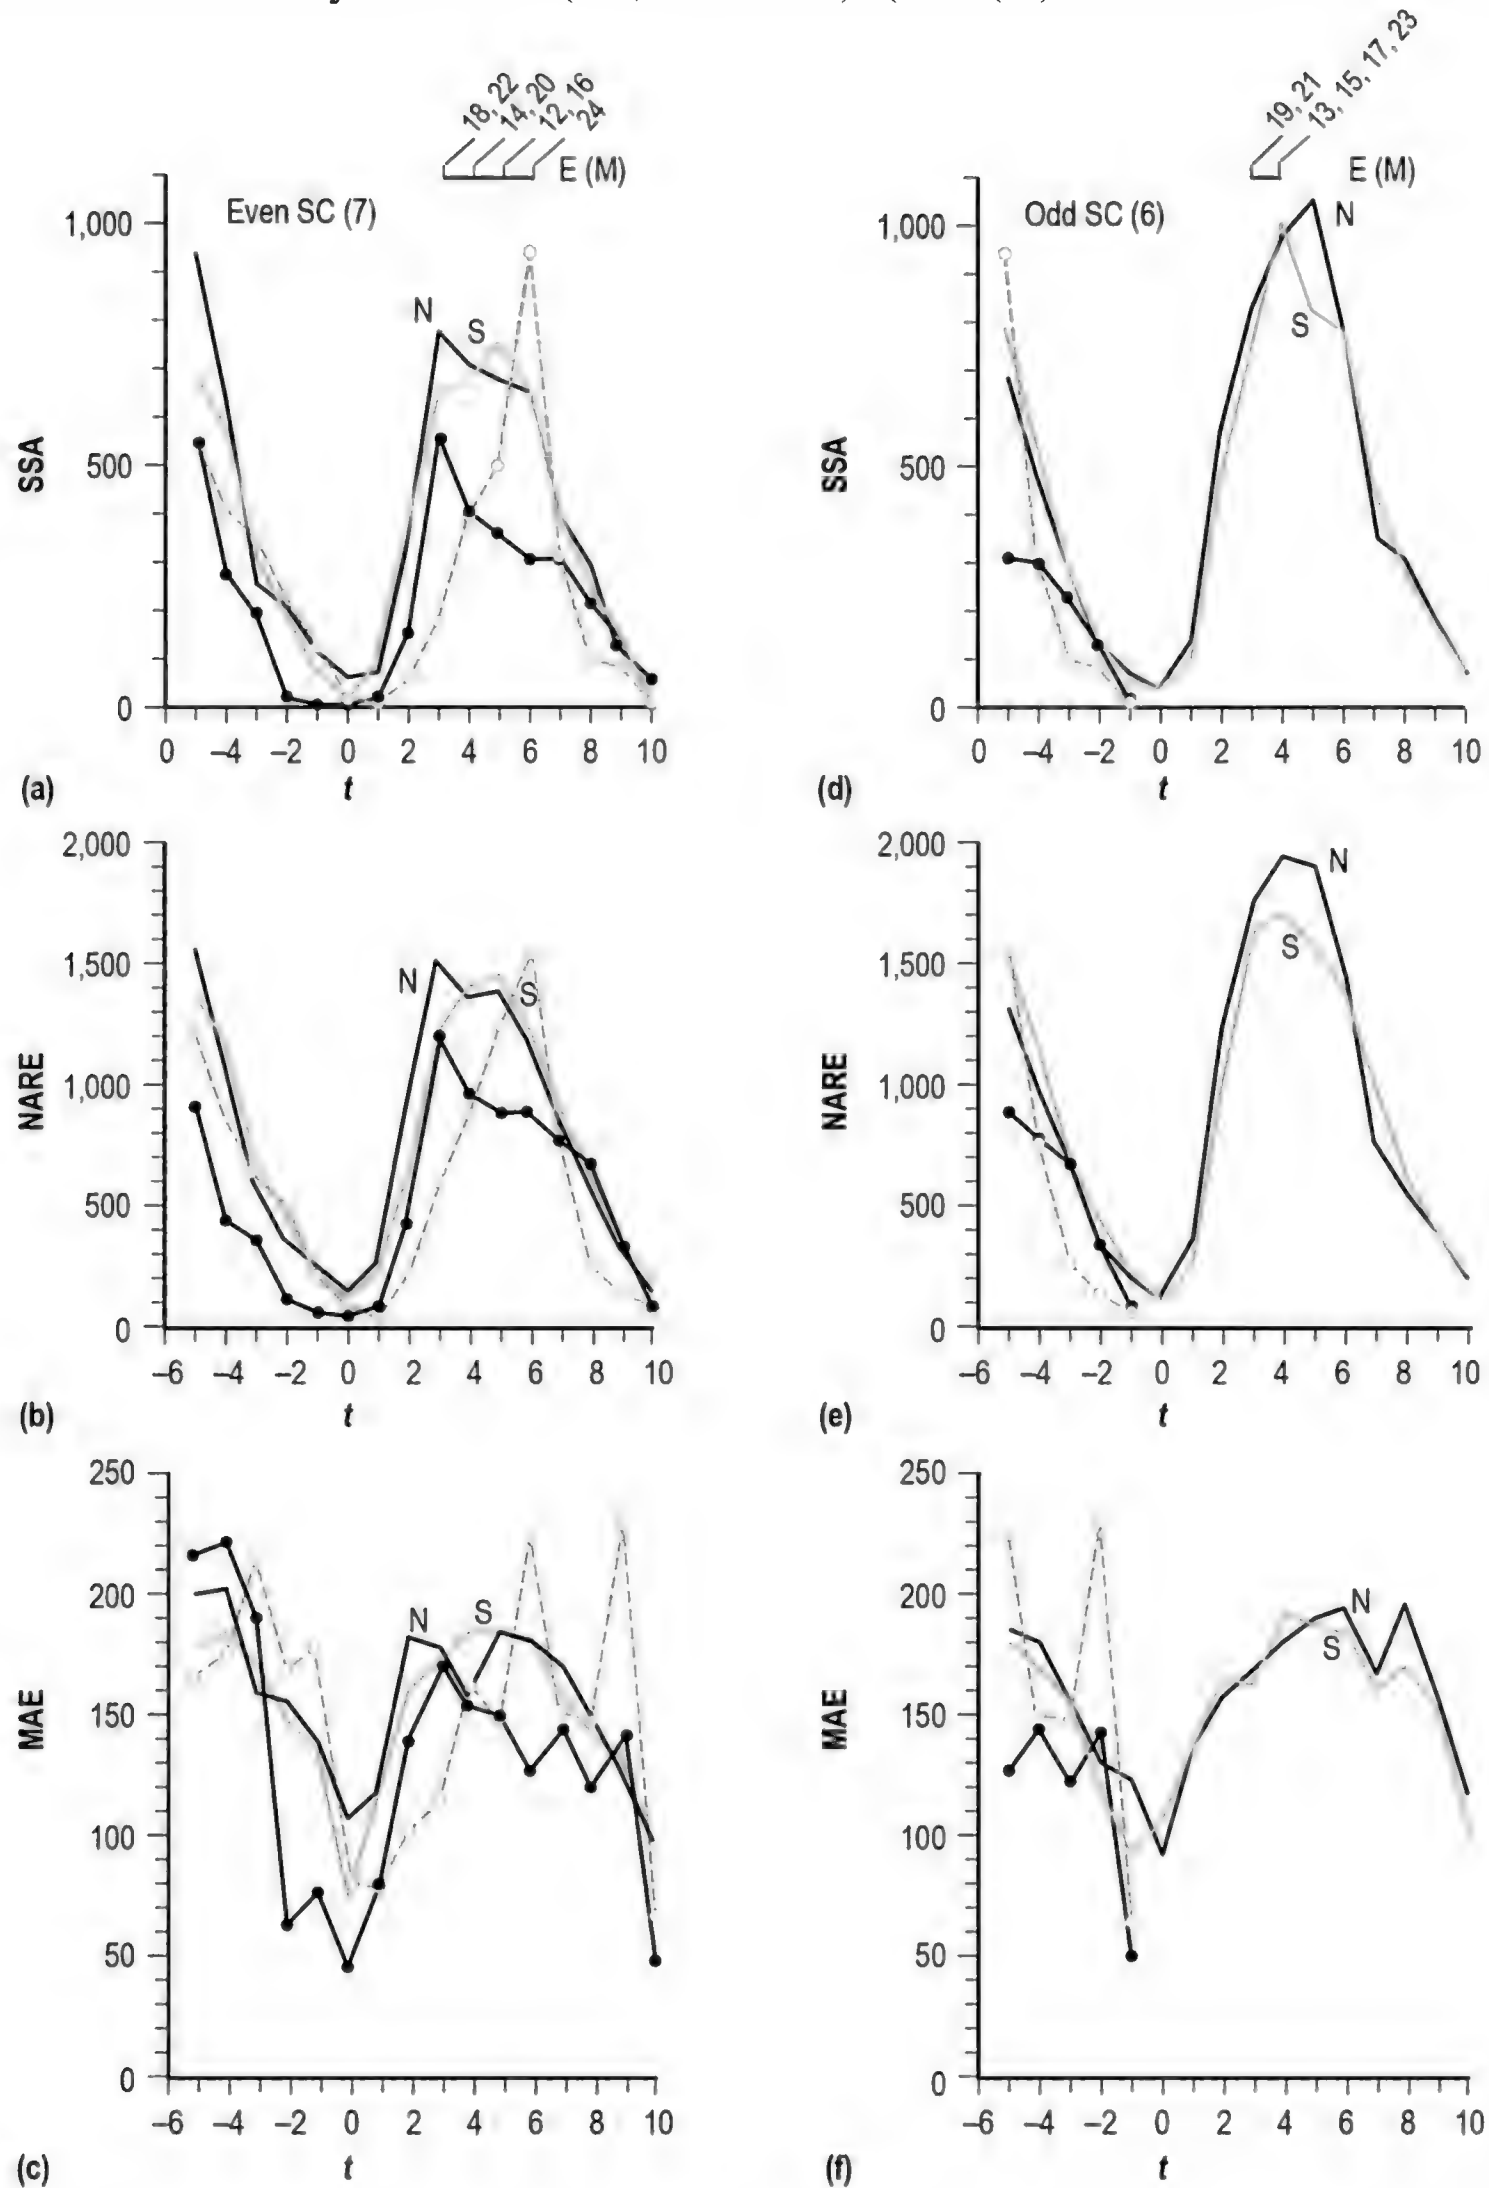 18, 22
14, 20
12, 16
24
E (M)
Even SC (7)
1,000
500
0
SSA
N
S
0 –4 –2 0 2 4 6 8 10
t
(a)
19, 21
13, 15, 17, 23
E (M)
Odd SC (6)
1,000
500
0
SSA
N
S
0 –4 –2 0 2 4 6 8 10
t
(d)
2,000
1,500
1,000
500
0
NARE
N
S
–6 –4 –2 0 2 4 6 8 10
t
(b)
2,000
1,500
1,000
500
0
NARE
N
S
–6 –4 –2 0 2 4 6 8 10
t
(e)
250
200
150
100
50
0
MAE
N
S
–6 –4 –2 0 2 4 6 8 10
t
(c)
250
200
150
100
50
0
MAE
N
S
–6 –4 –2 0 2 4 6 8 10
t
(f)